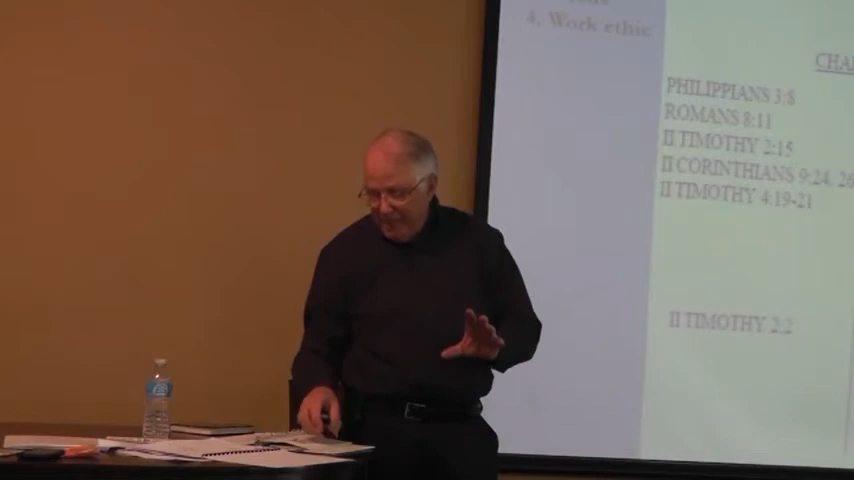 4. Work ethic
PHILIPPIANS 3:8
ROMANS 8:11
II TIMOTHY 2:15
II CORINTHIANS 9:24, 26
II TIMOTHY 4:19-21
II TIMOTHY 2:2